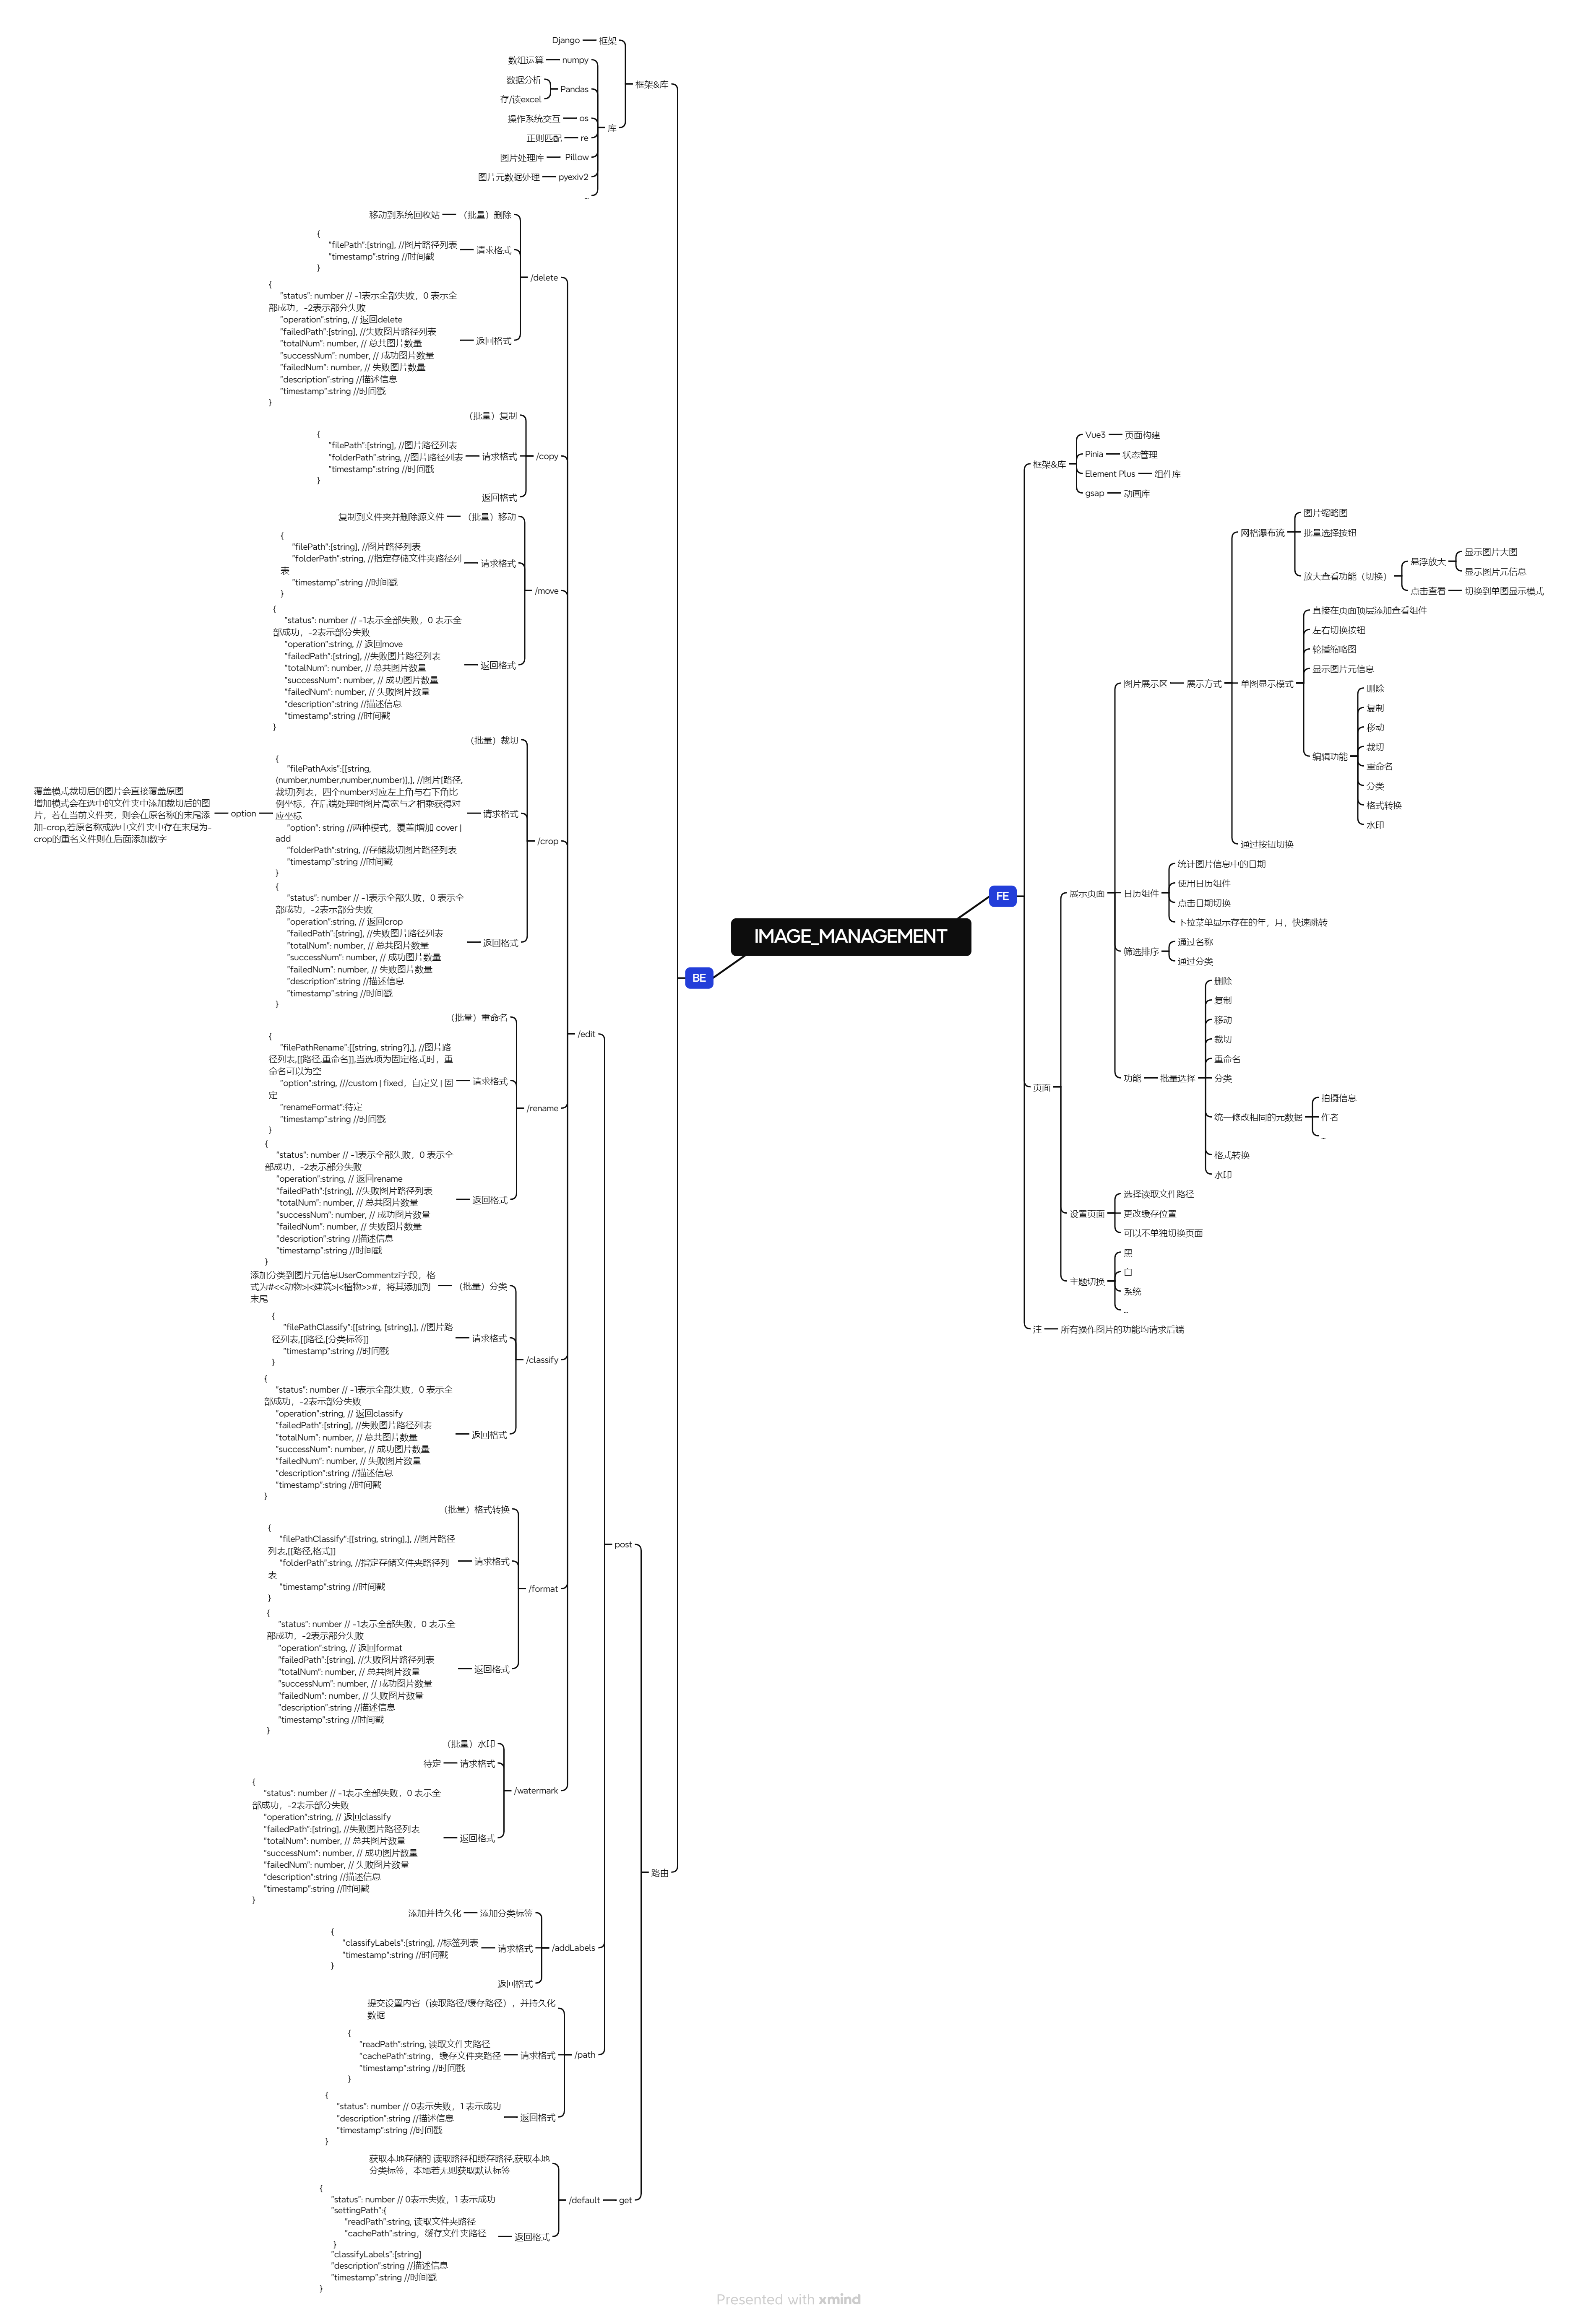 IMAGE_MANAGEMENT
FE
框架&库
Vue3
页面构建
Pinia
状态管理
Element Plus
组件库
gsap
动画库
页面
展示页面
图片展示区
展示方式
网格瀑布流
图片缩略图
批量选择按钮
放大查看功能（切换）
悬浮放大
显示图片大图
显示图片元信息
点击查看
切换到单图显示模式
单图显示模式
直接在页面顶层添加查看组件
左右切换按钮
轮播缩略图
显示图片元信息
编辑功能
删除
复制
移动
裁切
重命名
分类
格式转换
水印
通过按钮切换
日历组件
统计图片信息中的日期
使用日历组件
点击日期切换
下拉菜单显示存在的年，月，快速跳转
筛选排序
通过名称
通过分类
功能
批量选择
删除
复制
移动
裁切
重命名
分类
统一修改相同的元数据
拍摄信息
作者
...
格式转换
水印
设置页面
选择读取文件路径
更改缓存位置
可以不单独切换页面
主题切换
黑
白
系统
...
注
所有操作图片的功能均请求后端
BE
框架&库
框架
Django
库
numpy
数组运算
Pandas
数据分析
存/读excel
os
操作系统交互
re
正则匹配
Pillow
图片处理库
pyexiv2
图片元数据处理
...
路由
post
/edit
/delete
（批量）删除
移动到系统回收站
请求格式
{
"filePath":[string], //图片路径列表
"timestamp":string //时间戳
}
返回格式
{
"status": number // -1表示全部失败，0 表示全
部成功，-2表示部分失败
"operation":string, // 返回delete
"failedPath":[string], //失败图片路径列表
"totalNum": number, // 总共图片数量
"successNum": number, // 成功图片数量
"failedNum": number, // 失败图片数量
"description":string //描述信息
"timestamp":string //时间戳
}
/copy
（批量）复制
请求格式
{
"filePath":[string], //图片路径列表
"folderPath":string, //图片路径列表
"timestamp":string //时间戳
}
返回格式
/move
（批量）移动
复制到文件夹并删除源文件
请求格式
{
"filePath":[string], //图片路径列表
"folderPath":string, //指定存储文件夹路径列
表
"timestamp":string //时间戳
}
返回格式
{
"status": number // -1表示全部失败，0 表示全
部成功，-2表示部分失败
"operation":string, // 返回move
"failedPath":[string], //失败图片路径列表
"totalNum": number, // 总共图片数量
"successNum": number, // 成功图片数量
"failedNum": number, // 失败图片数量
"description":string //描述信息
"timestamp":string //时间戳
}
/crop
（批量）裁切
请求格式
{
"filePathAxis":[[string,
(number,number,number,number)],], //图片[路径,
裁切]列表，四个number对应左上角与右下角比
例坐标，在后端处理时图片高宽与之相乘获得对
应坐标
"option": string //两种模式，覆盖|增加 cover |
add
"folderPath":string, //存储裁切图片路径列表
"timestamp":string //时间戳
}
option
覆盖模式裁切后的图片会直接覆盖原图
增加模式会在选中的文件夹中添加裁切后的图
片，若在当前文件夹，则会在原名称的末尾添
加-crop,若原名称或选中文件夹中存在末尾为-
crop的重名文件则在后面添加数字
返回格式
{
"status": number // -1表示全部失败，0 表示全
部成功，-2表示部分失败
"operation":string, // 返回crop
"failedPath":[string], //失败图片路径列表
"totalNum": number, // 总共图片数量
"successNum": number, // 成功图片数量
"failedNum": number, // 失败图片数量
"description":string //描述信息
"timestamp":string //时间戳
}
/rename
（批量）重命名
请求格式
{
"filePathRename":[[string, string?],], //图片路
径列表,[[路径,重命名]],当选项为固定格式时，重
命名可以为空
"option":string, ///custom | fixed，自定义 | 固
定
"renameFormat":待定
"timestamp":string //时间戳
}
返回格式
{
"status": number // -1表示全部失败，0 表示全
部成功，-2表示部分失败
"operation":string, // 返回rename
"failedPath":[string], //失败图片路径列表
"totalNum": number, // 总共图片数量
"successNum": number, // 成功图片数量
"failedNum": number, // 失败图片数量
"description":string //描述信息
"timestamp":string //时间戳
}
/classify
（批量）分类
添加分类到图片元信息UserCommentzi字段，格
式为#<<动物>|<建筑>|<植物>>#，将其添加到
末尾
请求格式
{
"filePathClassify":[[string, [string],], //图片路
径列表,[[路径,[分类标签]]
"timestamp":string //时间戳
}
返回格式
{
"status": number // -1表示全部失败，0 表示全
部成功，-2表示部分失败
"operation":string, // 返回classify
"failedPath":[string], //失败图片路径列表
"totalNum": number, // 总共图片数量
"successNum": number, // 成功图片数量
"failedNum": number, // 失败图片数量
"description":string //描述信息
"timestamp":string //时间戳
}
/format
（批量）格式转换
请求格式
{
"filePathClassify":[[string, string],], //图片路径
列表,[[路径,格式]]
"folderPath":string, //指定存储文件夹路径列
表
"timestamp":string //时间戳
}
返回格式
{
"status": number // -1表示全部失败，0 表示全
部成功，-2表示部分失败
"operation":string, // 返回format
"failedPath":[string], //失败图片路径列表
"totalNum": number, // 总共图片数量
"successNum": number, // 成功图片数量
"failedNum": number, // 失败图片数量
"description":string //描述信息
"timestamp":string //时间戳
}
/watermark
（批量）水印
请求格式
待定
返回格式
{
"status": number // -1表示全部失败，0 表示全
部成功，-2表示部分失败
"operation":string, // 返回classify
"failedPath":[string], //失败图片路径列表
"totalNum": number, // 总共图片数量
"successNum": number, // 成功图片数量
"failedNum": number, // 失败图片数量
"description":string //描述信息
"timestamp":string //时间戳
}
/addLabels
添加分类标签
添加并持久化
请求格式
{
"classifyLabels":[string], //标签列表
"timestamp":string //时间戳
}
返回格式
/path
提交设置内容（读取路径/缓存路径），并持久化
数据
请求格式
{
"readPath":string, 读取文件夹路径
"cachePath":string，缓存文件夹路径
"timestamp":string //时间戳
}
返回格式
{
"status": number // 0表示失败，1 表示成功
"description":string //描述信息
"timestamp":string //时间戳
}
get
/default
获取本地存储的 读取路径和缓存路径,获取本地
分类标签，本地若无则获取默认标签
返回格式
{
"status": number // 0表示失败，1 表示成功
"settingPath":{
"readPath":string, 读取文件夹路径
"cachePath":string，缓存文件夹路径
}
"classifyLabels":[string]
"description":string //描述信息
"timestamp":string //时间戳
}
Presented with xmind